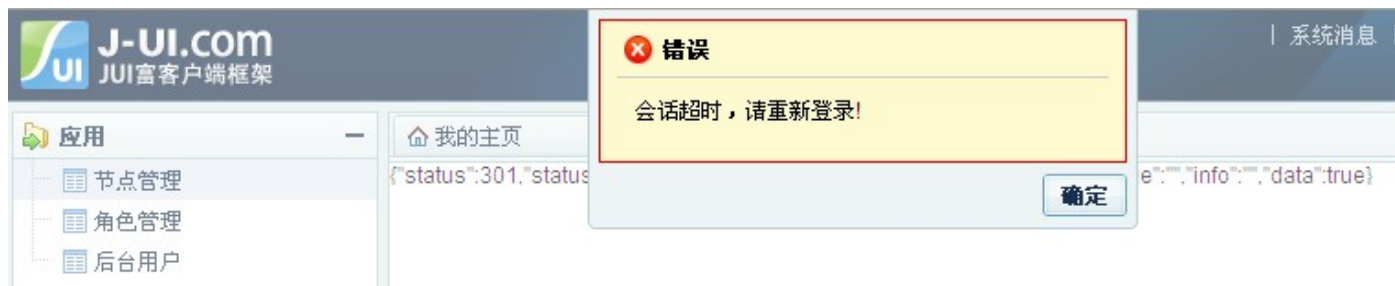 J-UI.com
UI JUI富客户端框架
错误
| 系统消息
会话超时，请重新登录!
应用
我的主页
{"status":301,"status
e":"","info":"","data":true}
确定
节点管理
角色管理
后台用户